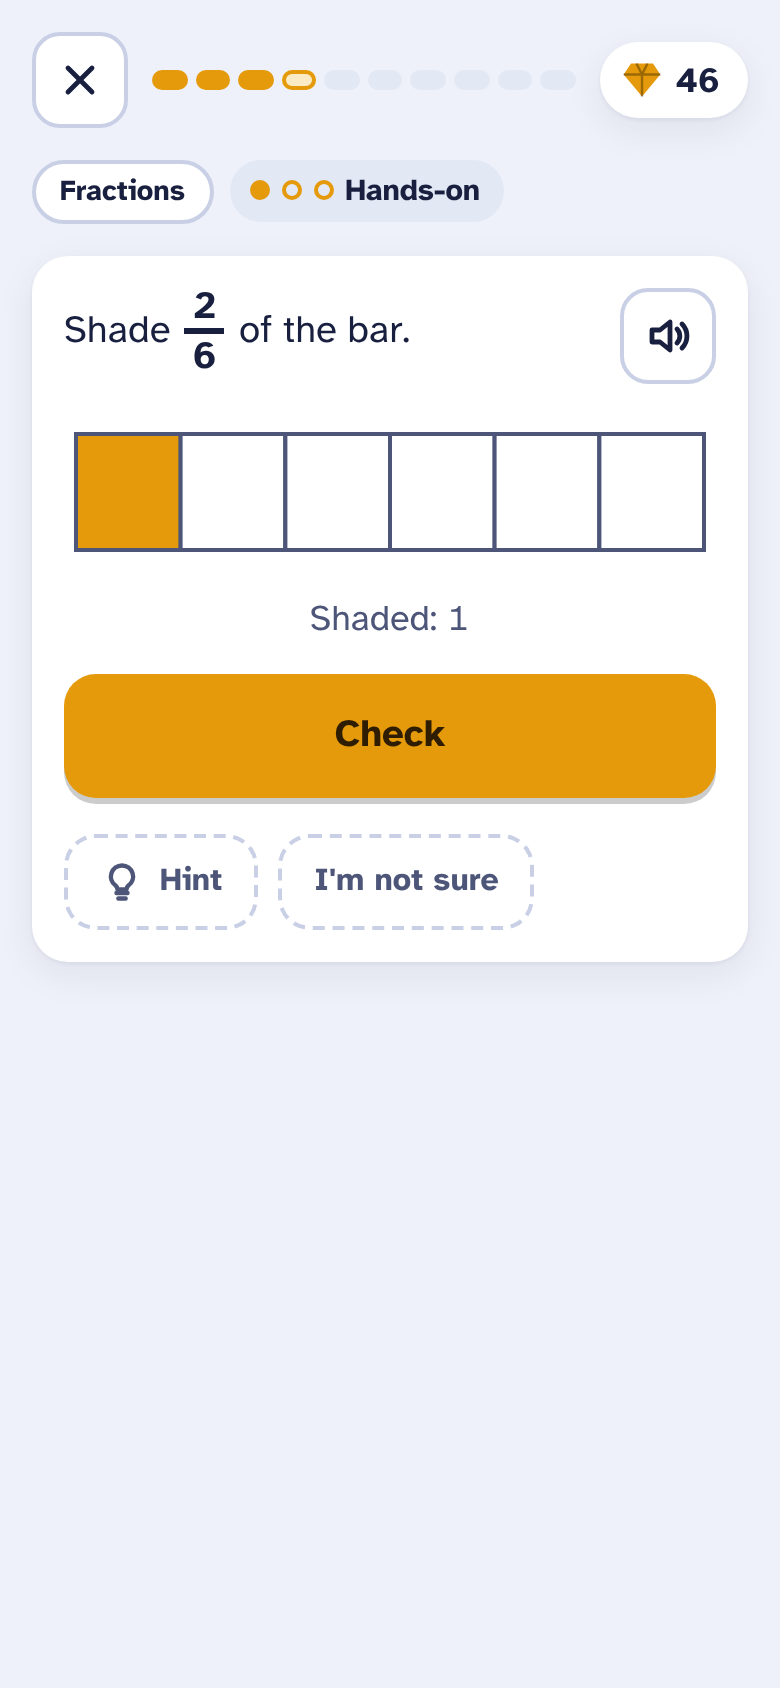 46
Fractions
Hands-on
Shade 2/6 of the bar.
Shaded: 1
Check
Hint
I'm not sure